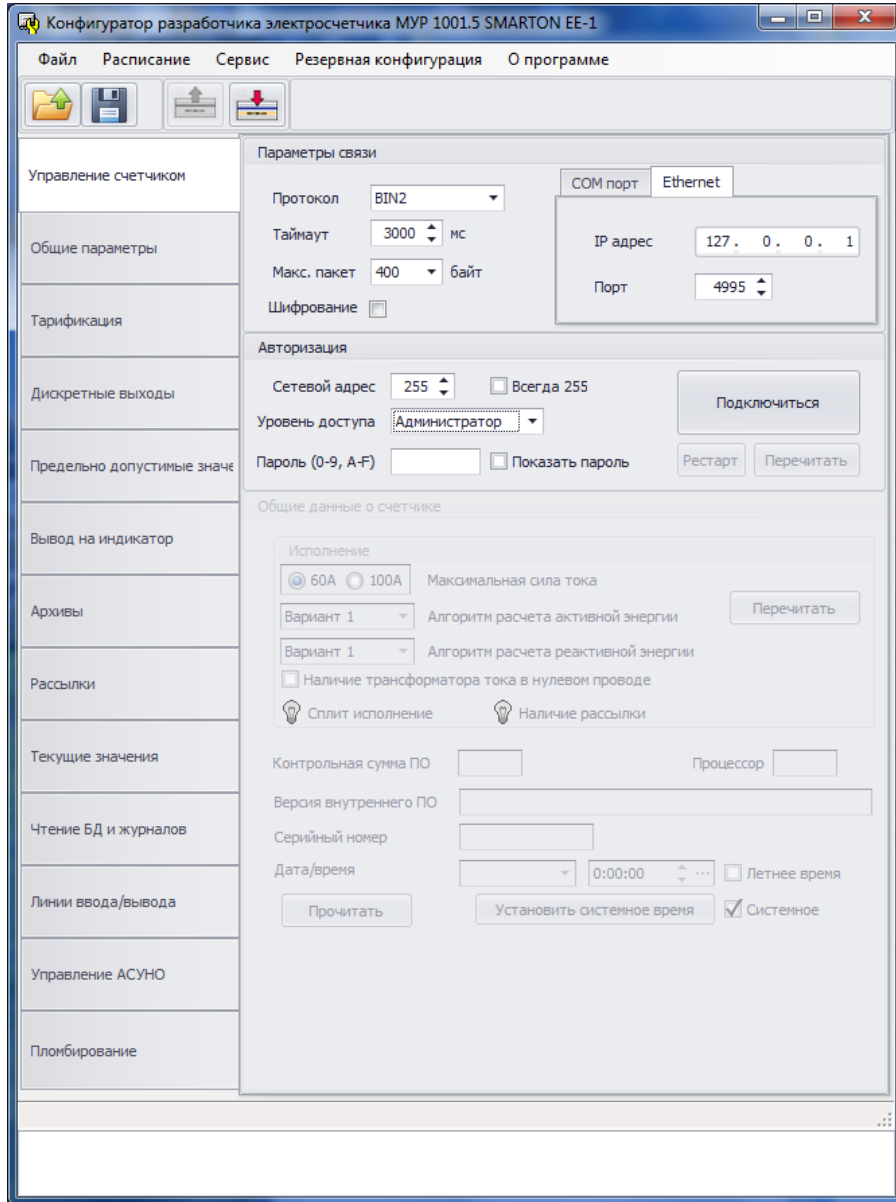 Конфигуратор разработчика электросчетчика МУР 1001.5 SMARTON EE-1
Файл Расписание Сервис Резервная конфигурация О программе
Управление счетчиком
Общие параметры
Тарификация
Дискретные выходы
Предельно допустимые значе
Вывод на индикатор
Архивы
Рассылки
Текущие значения
Чтение БД и журналов
Линии ввода/вывода
Управление АСУНО
Пломбирование
Параметры связи
Протокол BIN2
Таймаут 3000 мс
Макс. пакет 400 байт
Шифрование
COM порт Ethernet
IP адрес 127. 0. 0. 1
Порт 4995
Авторизация
Сетевой адрес 255 Всегда 255
Уровень доступа Администратор
Пароль (0-9, A-F) Показать пароль
Подключиться
Рестарт Перечитать
Общие данные о счетчике
Исполнение
60А 100А Максимальная сила тока
Вариант 1 Алгоритм расчета активной энергии
Перечитать
Вариант 1 Алгоритм расчета реактивной энергии
Наличие трансформатора тока в нулевом проводе
Сплит исполнение Наличие рассылки
Контрольная сумма ПО Процессор
Версия внутреннего ПО
Серийный номер
Дата/время 0:00:00 ... Летнее время
Прочитать Установить системное время Системное